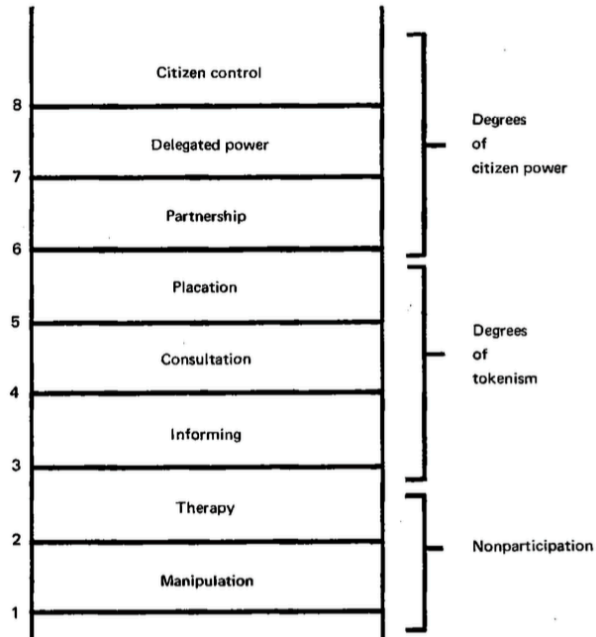 Citizen control
8
Delegated power
7
Partnership
6
Placation
5
Consultation
4
Informing
3
Therapy
2
Manipulation
1
Degrees
of
citizen power
Degrees
of
tokenism
Nonparticipation